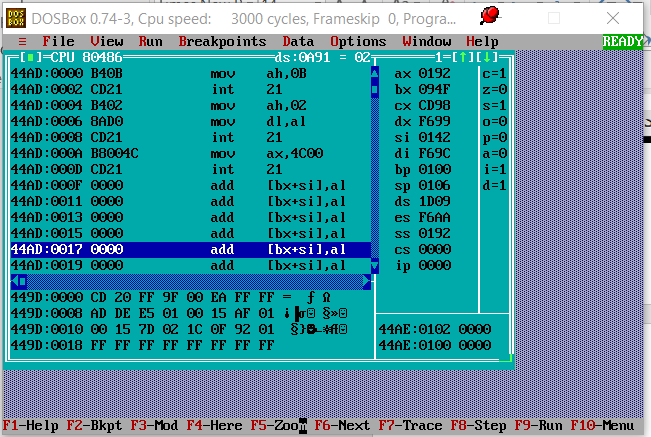 DOSBox 0.74-3, Cpu speed: 3000 cycles, Frameskip 0, Progra...
≡ File View Run Breakpoints Data Options Window Help READY
[■]=CPU 80486 ds:0A91 = 02 1=[↑][↓]
44AD:0000 B40B mov ah,0B ax 0192 c=1
44AD:0002 CD21 int 21 bx 094F z=0
44AD:0004 B402 mov ah,02 cx CD98 s=1
44AD:0006 8AD0 mov dl,al dx F699 o=0
44AD:0008 CD21 int 21 si 0142 p=0
44AD:000A B8004C mov ax,4C00 di F69C a=0
44AD:000D CD21 int 21 bp 0100 i=1
44AD:000F 0000 add [bx+si],al sp 0106 d=1
44AD:0011 0000 add [bx+si],al ds 1D09
44AD:0013 0000 add [bx+si],al es F6AA
44AD:0015 0000 add [bx+si],al ss 0192
44AD:0017 0000 add [bx+si],al cs 0000
44AD:0019 0000 add [bx+si],al ip 0000
449D:0000 CD 20 FF 9F 00 EA FF FF = ƒ Ω
449D:0008 AD DE E5 01 00 15 AF 01
449D:0010 00 15 7D 02 1C 0F 92 01 44AE:0102 0000
449D:0018 FF FF FF FF FF FF FF FF 44AE:0100 0000
F1-Help F2-Bkpt F3-Mod F4-Here F5-Zoom F6-Next F7-Trace F8-Step F9-Run F10-Menu